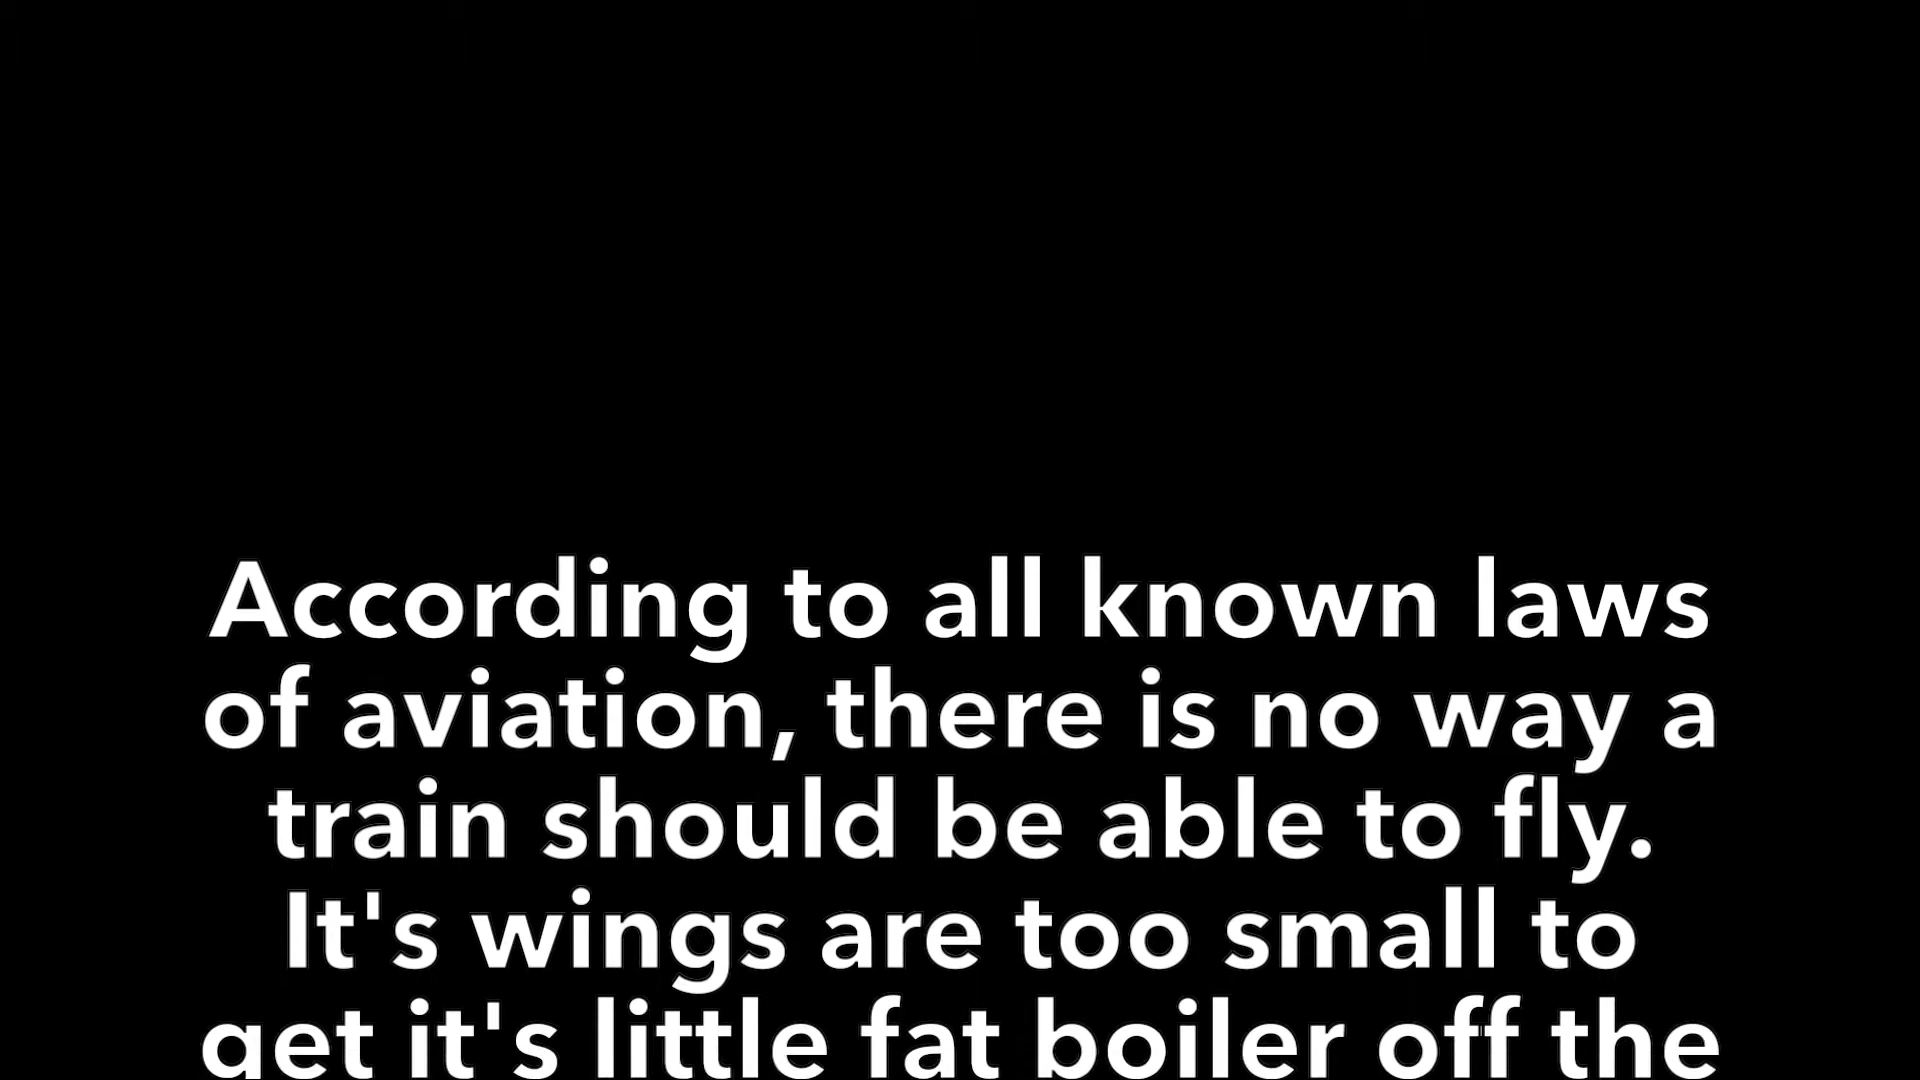 According to all known laws
of aviation, there is no way a
train should be able to fly.
It's wings are too small to
get it's little fat boiler off the